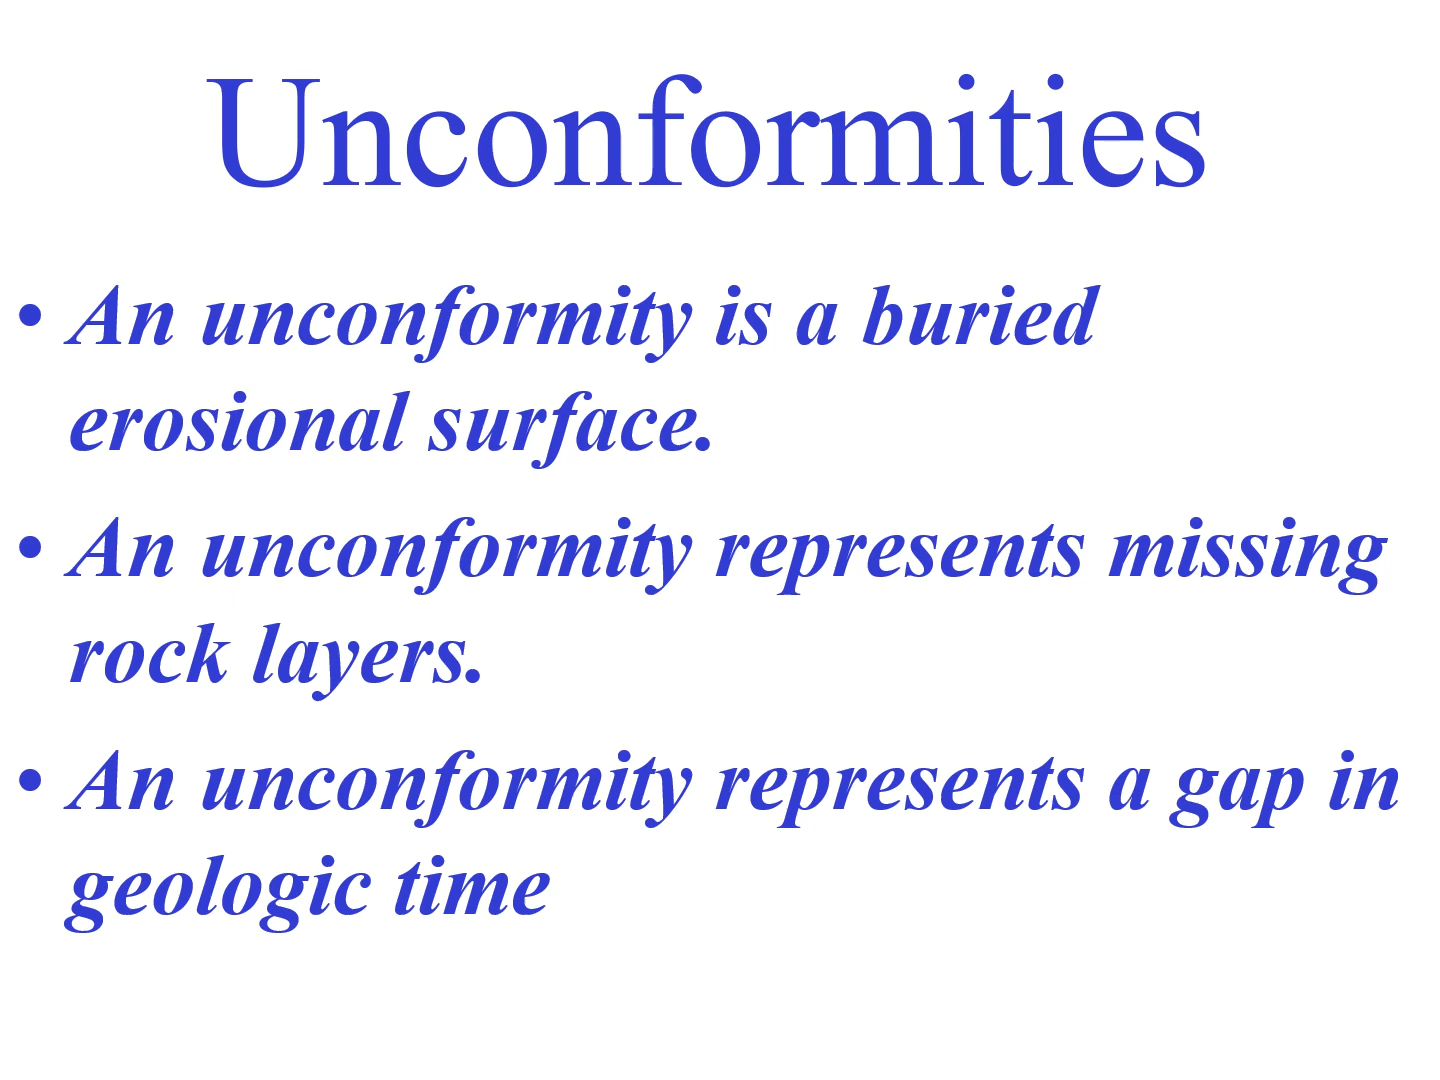 Unconformities
• An unconformity is a buried
erosional surface.
• An unconformity represents missing
rock layers.
• An unconformity represents a gap in
geologic time